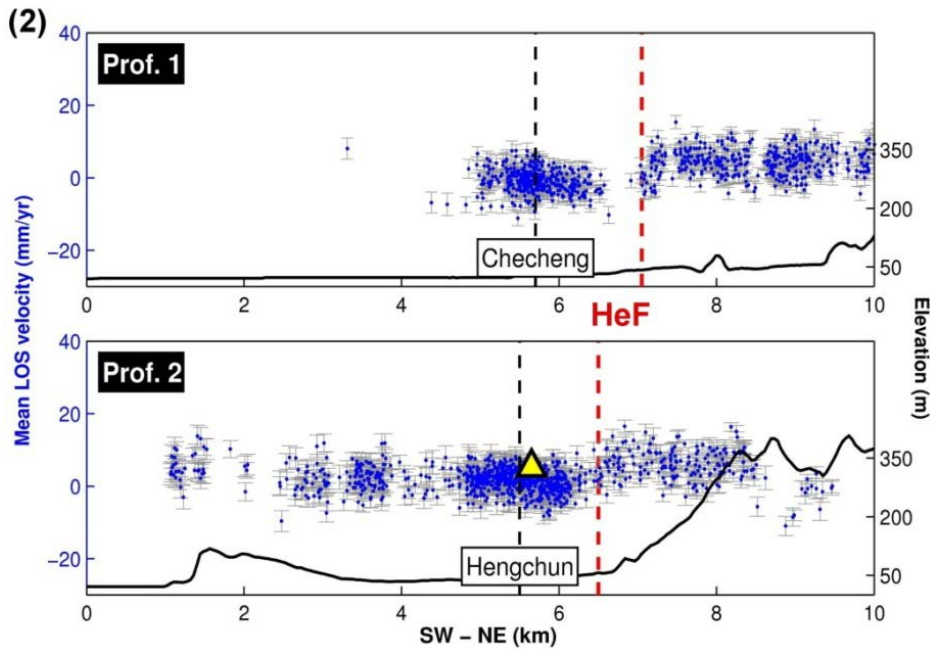 (2)
40
Prof. 1
20
350
0
200
−20
Checheng
50
0 2 4 6 8 10
HeF
40
Prof. 2
20
350
0
200
−20
Hengchun
50
0 2 4 6 8 10
SW − NE (km)
Mean LOS velocity (mm/yr)
Elevation (m)